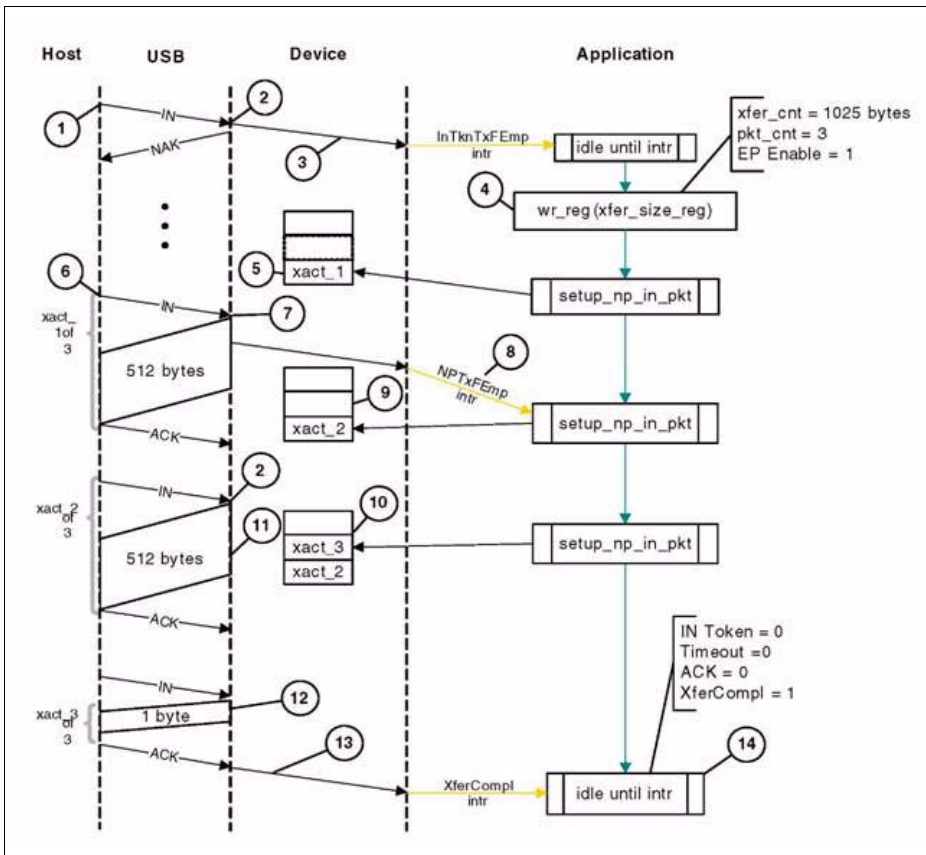 Host USB Device Application
1
IN
2
NAK
3
InTknTxFEmp
intr
idle until intr
xfer_cnt = 1025 bytes
pkt_cnt = 3
EP Enable = 1
4
wr_reg(xfer_size_reg)
5
xact_1
setup_np_in_pkt
6
IN
7
xact_
1of
3
512 bytes
8
NPTxFEmp
intr
9
xact_2
setup_np_in_pkt
ACK
IN
2
xact_2
of
3
512 bytes
11
10
xact_3
xact_2
setup_np_in_pkt
ACK
IN Token = 0
Timeout =0
ACK = 0
XferCompl = 1
IN
12
xact_3
of
3
1 byte
ACK
13
XferCompl
intr
idle until intr
14